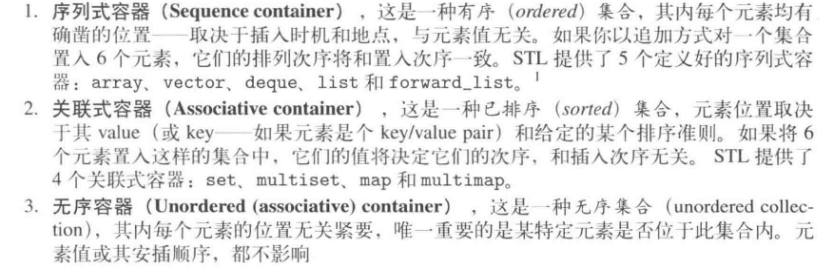 1. 序列式容器（Sequence container），这是一种有序（ordered）集合，其内每个元素均有
确凿的位置——取决于插入时机和地点，与元素值无关。如果你以追加方式对一个集合
置入 6 个元素，它们的排列次序将和置入次序一致。STL 提供了 5 个定义好的序列式容
器：array、vector、deque、list 和 forward_list。1
2. 关联式容器（Associative container），这是一种已排序（sorted）集合，元素位置取决
于其 value（或 key——如果元素是个 key/value pair）和给定的某个排序准则。如果将 6
个元素置入这样的集合中，它们的值将决定它们的次序，和插入次序无关。STL 提供了
4 个关联式容器：set、multiset、map 和 multimap。
3. 无序容器（Unordered (associative) container），这是一种无序集合（unordered collec-
tion），其内每个元素的位置无关紧要，唯一重要的是某特定元素是否位于此集合内。元
素值或其安插顺序，都不影响